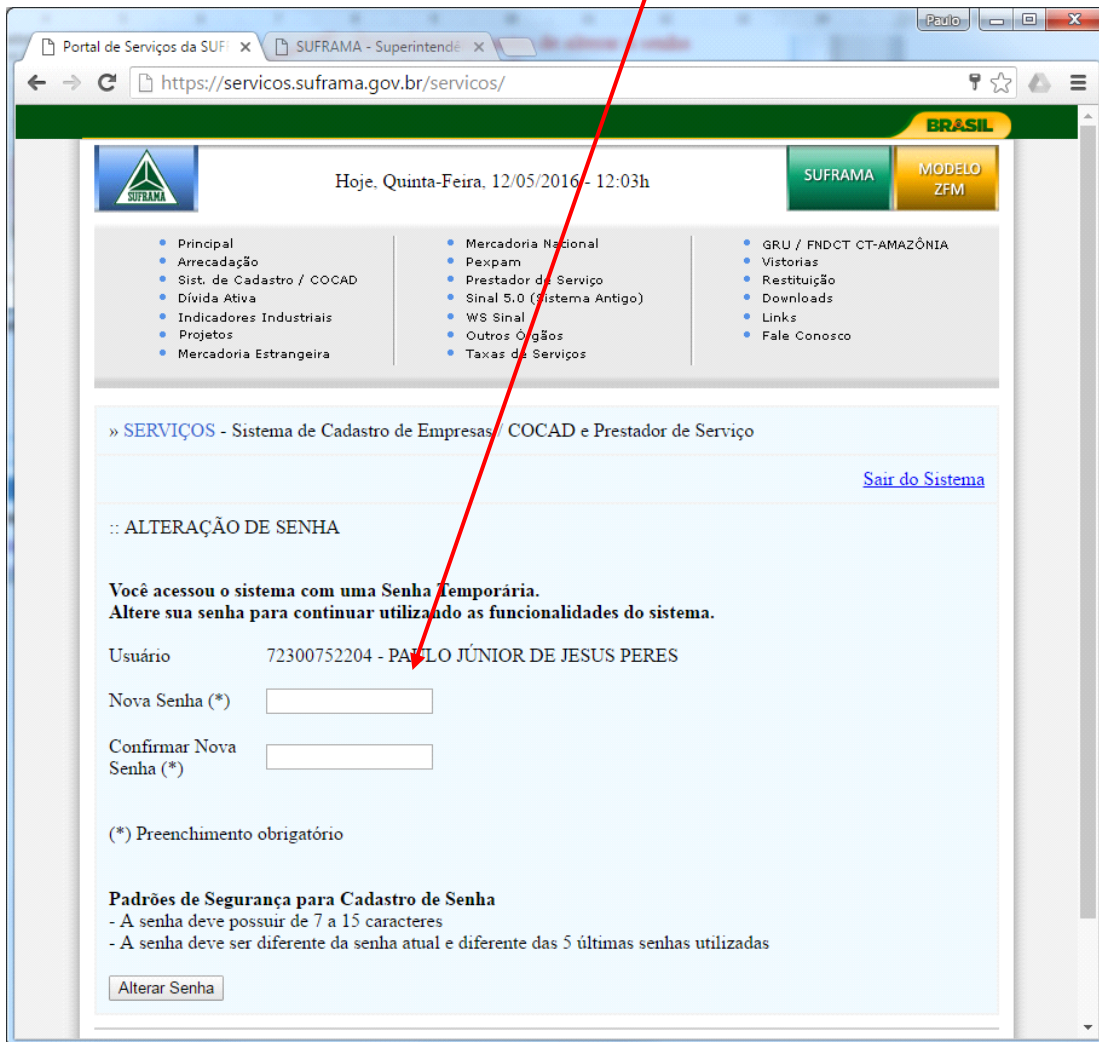 Paulo
Portal de Serviços da SUF
SUFRAMA - Superintendê
https://servicos.suframa.gov.br/servicos/
BRASIL
SUFRAMA
Hoje, Quinta-Feira, 12/05/2016 - 12:03h
SUFRAMA
MODELO
ZFM
Principal
Arrecadação
Sist. de Cadastro / COCAD
Dívida Ativa
Indicadores Industriais
Projetos
Mercadoria Estrangeira
Mercadoria Nacional
Pexpam
Prestador de Serviço
Sinal 5.0 (Sistema Antigo)
WS Sinal
Outros Órgãos
Taxas de Serviços
GRU / FNDCT CT-AMAZÔNIA
Vistorias
Restituição
Downloads
Links
Fale Conosco
» SERVIÇOS - Sistema de Cadastro de Empresas / COCAD e Prestador de Serviço
Sair do Sistema
:: ALTERAÇÃO DE SENHA
Você acessou o sistema com uma Senha Temporária.
Altere sua senha para continuar utilizando as funcionalidades do sistema.
Usuário 72300752204 - PAULO JÚNIOR DE JESUS PERES
Nova Senha (*)
Confirmar Nova
Senha (*)
(*) Preenchimento obrigatório
Padrões de Segurança para Cadastro de Senha
- A senha deve possuir de 7 a 15 caracteres
- A senha deve ser diferente da senha atual e diferente das 5 últimas senhas utilizadas
Alterar Senha